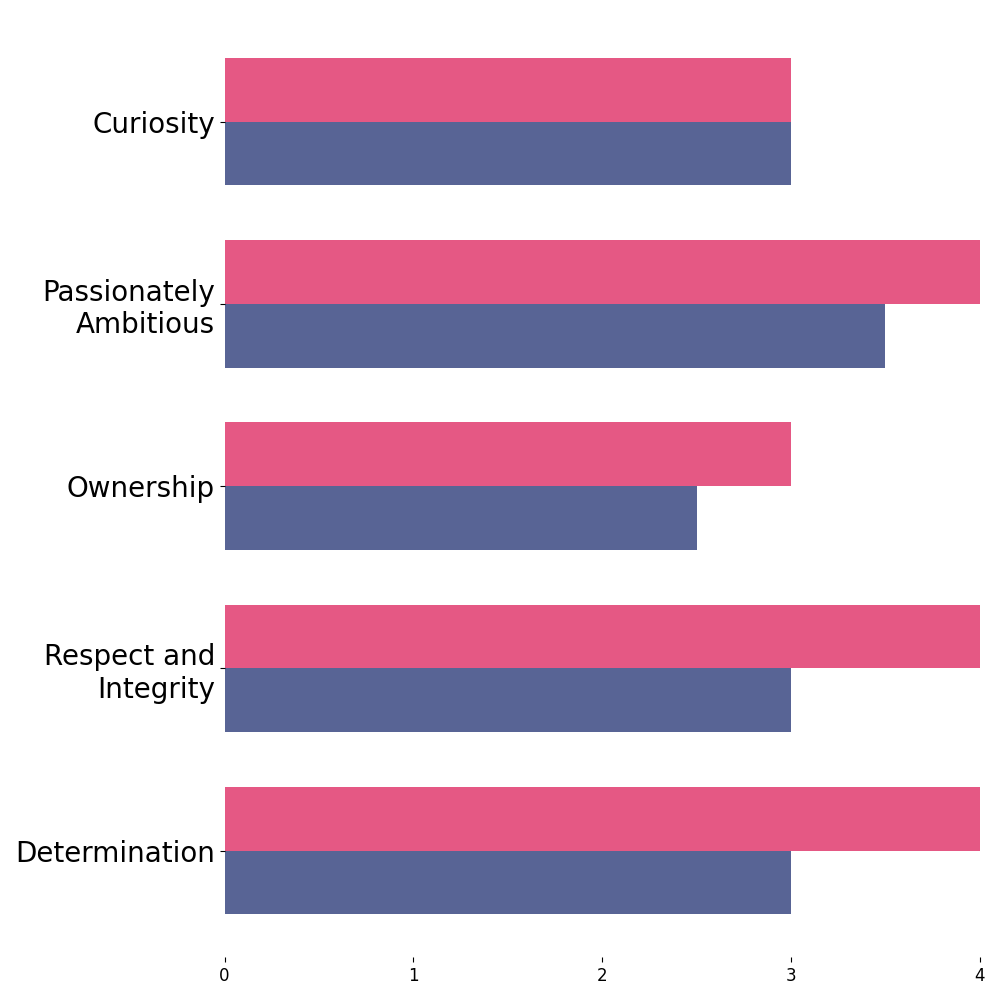 Curiosity
Passionately
Ambitious
Ownership
Respect and
Integrity
Determination
0 1 2 3 4